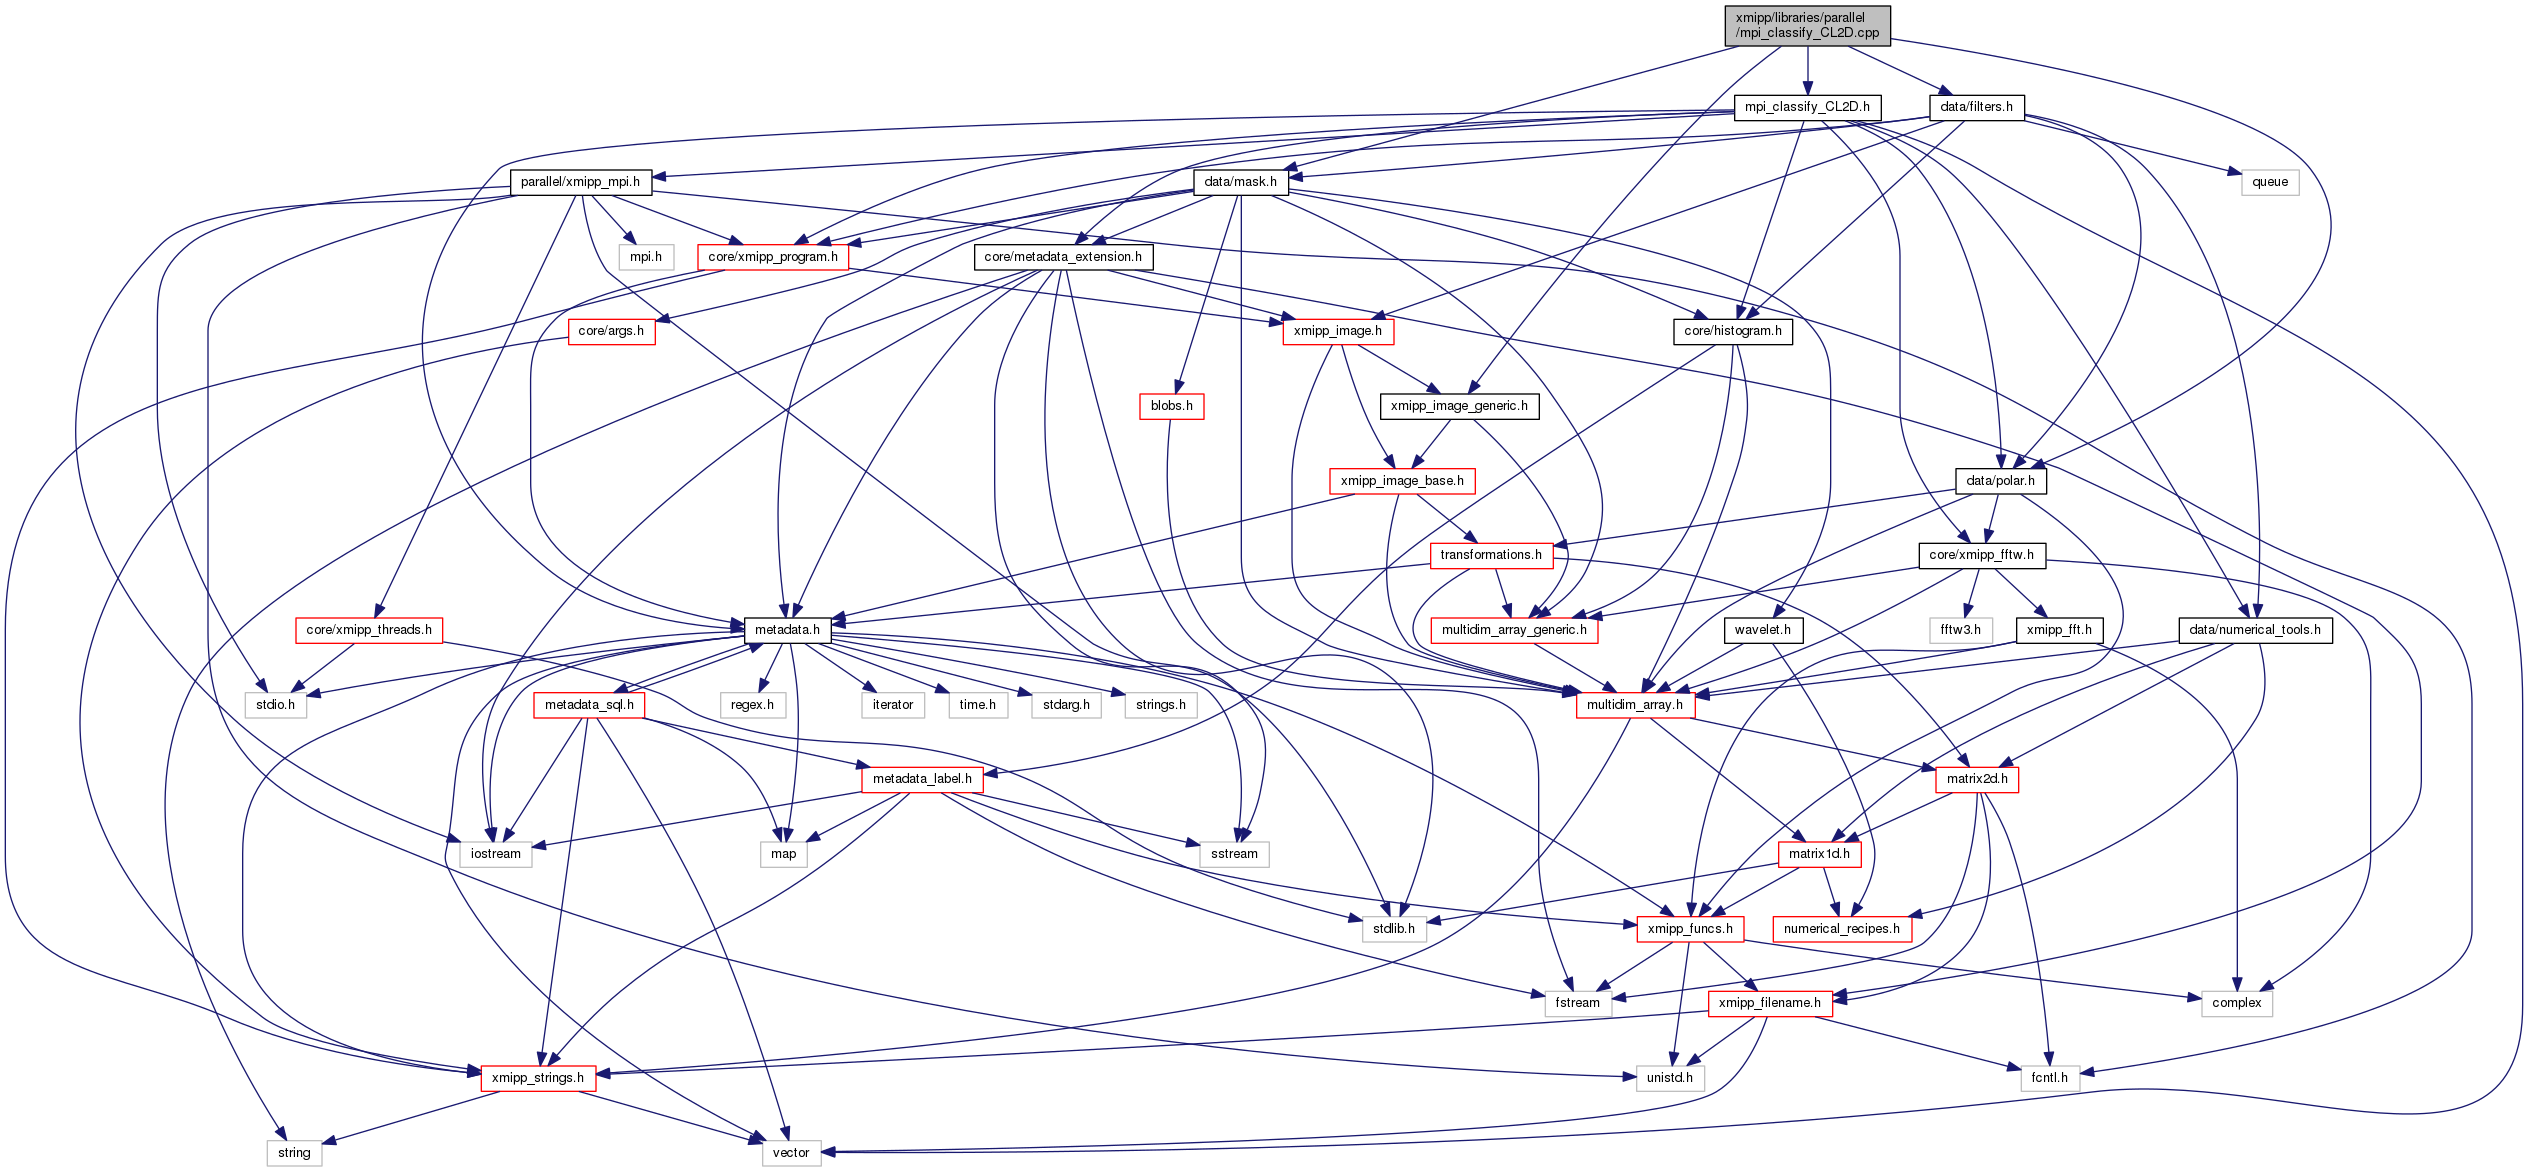 xmipp/libraries/parallel
/mpi_classify_CL2D.cpp
mpi_classify_CL2D.h
data/filters.h
parallel/xmipp_mpi.h
data/mask.h
queue
mpi.h
core/xmipp_program.h
core/metadata_extension.h
core/args.h
xmipp_image.h
core/histogram.h
blobs.h
xmipp_image_generic.h
xmipp_image_base.h
data/polar.h
transformations.h
core/xmipp_fftw.h
core/xmipp_threads.h
metadata.h
multidim_array_generic.h
wavelet.h
fftw3.h
xmipp_fft.h
data/numerical_tools.h
stdio.h
metadata_sql.h
regex.h
iterator
time.h
stdarg.h
strings.h
multidim_array.h
metadata_label.h
matrix2d.h
iostream
map
sstream
matrix1d.h
stdlib.h
xmipp_funcs.h
numerical_recipes.h
fstream
xmipp_filename.h
complex
xmipp_strings.h
unistd.h
fcntl.h
string
vector